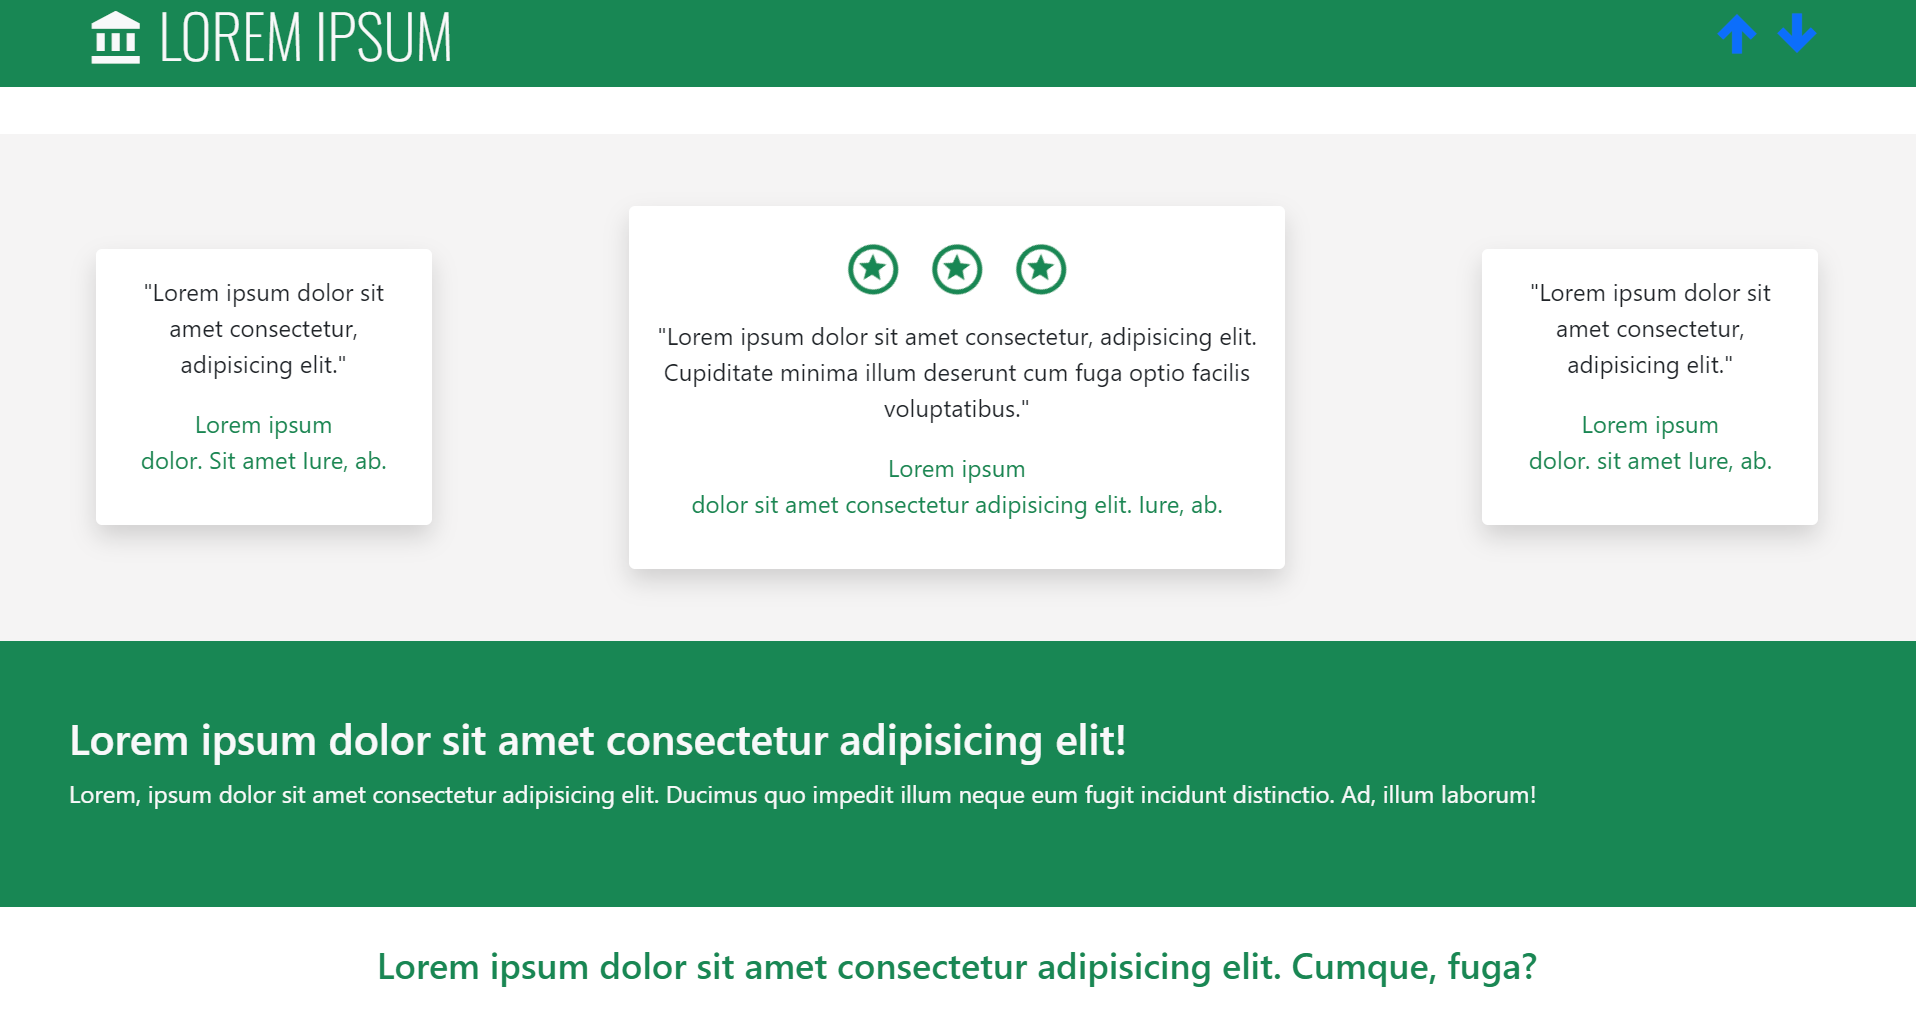 LOREM IPSUM
"Lorem ipsum dolor sit
amet consectetur,
adipisicing elit."
Lorem ipsum
dolor. Sit amet Iure, ab.
"Lorem ipsum dolor sit amet consectetur, adipisicing elit.
Cupiditate minima illum deserunt cum fuga optio facilis
voluptatibus."
Lorem ipsum
dolor sit amet consectetur adipisicing elit. Iure, ab.
"Lorem ipsum dolor sit
amet consectetur,
adipisicing elit."
Lorem ipsum
dolor. sit amet Iure, ab.
Lorem ipsum dolor sit amet consectetur adipisicing elit!
Lorem, ipsum dolor sit amet consectetur adipisicing elit. Ducimus quo impedit illum neque eum fugit incidunt distinctio. Ad, illum laborum!
Lorem ipsum dolor sit amet consectetur adipisicing elit. Cumque, fuga?